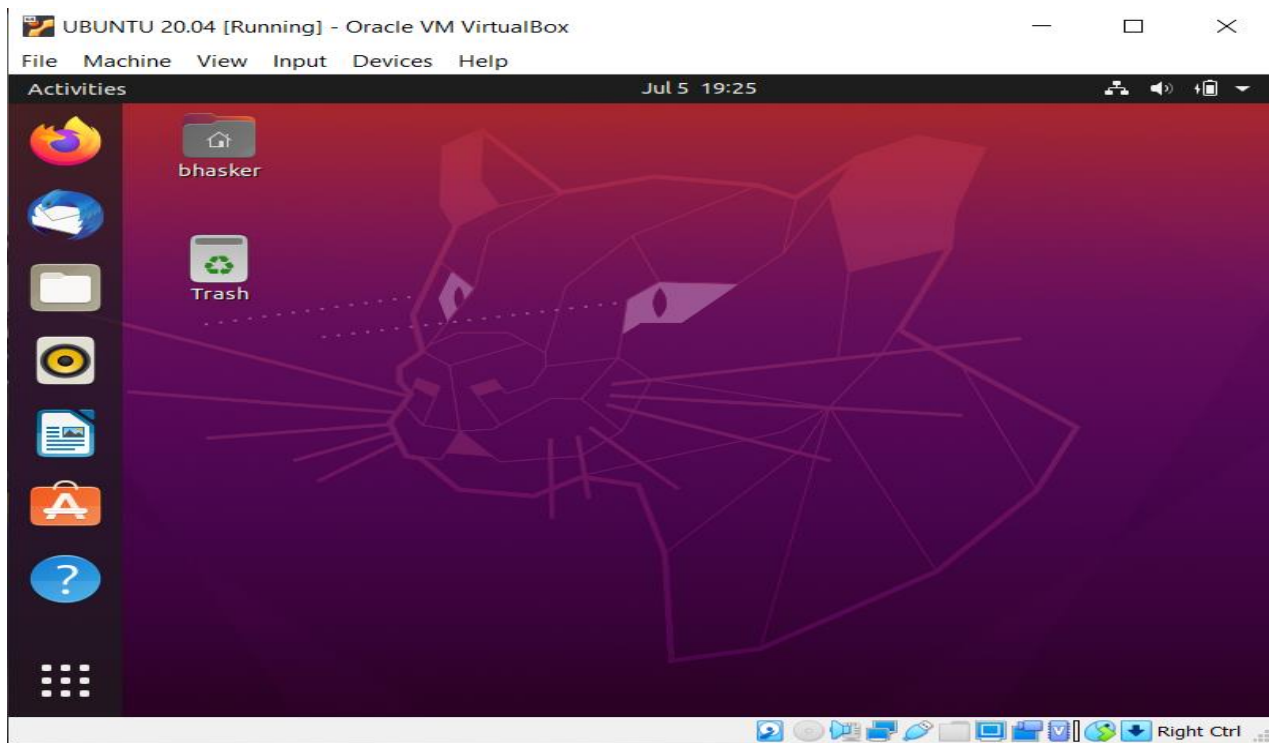 UBUNTU 20.04 [Running] - Oracle VM VirtualBox
File Machine View Input Devices Help
Activities Jul 5 19:25
bhasker
Trash
Right Ctrl